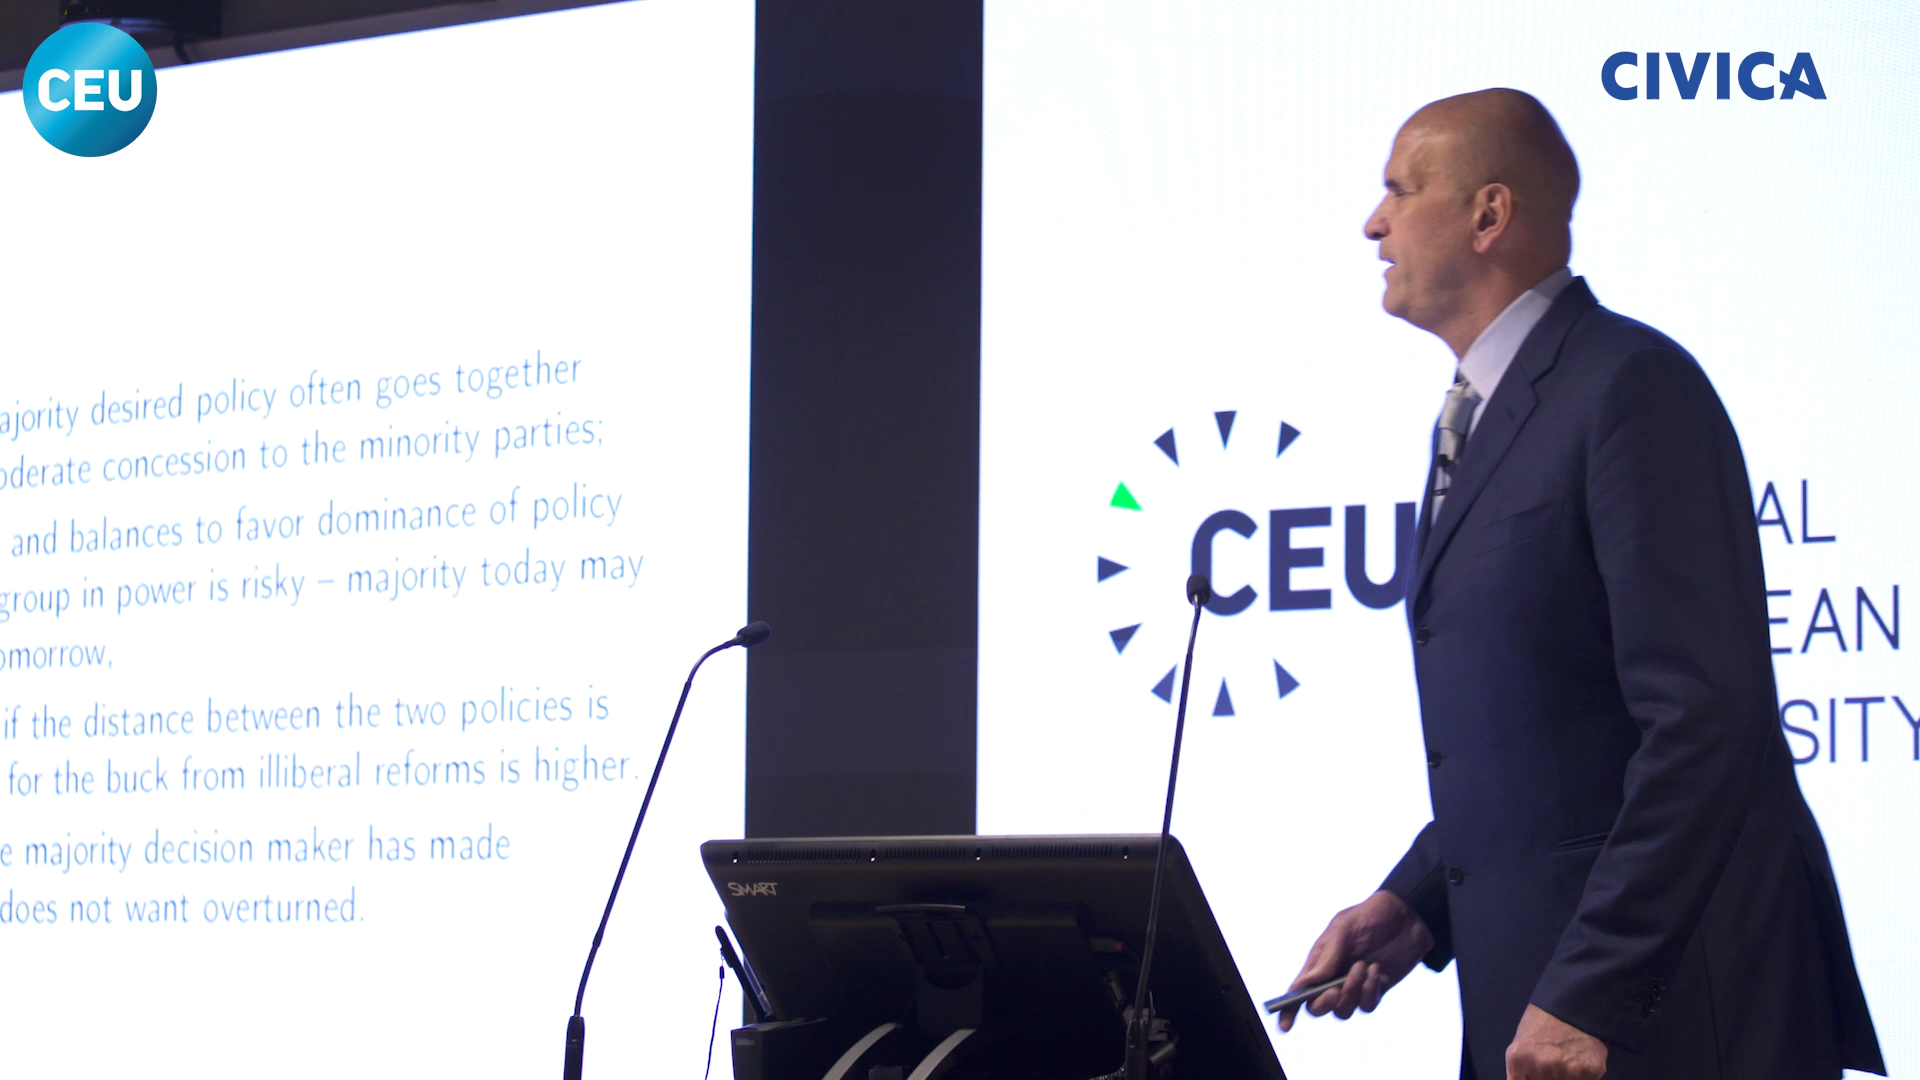 CEU
CIVICA
ajority desired policy often goes together
oderate concession to the minority parties;
and balances to favor dominance of policy
group in power is risky – majority today may
omorrow,
if the distance between the two policies is
for the buck from illiberal reforms is higher.
e majority decision maker has made
does not want overturned.
CEU
AL
EAN
SITY
SMART